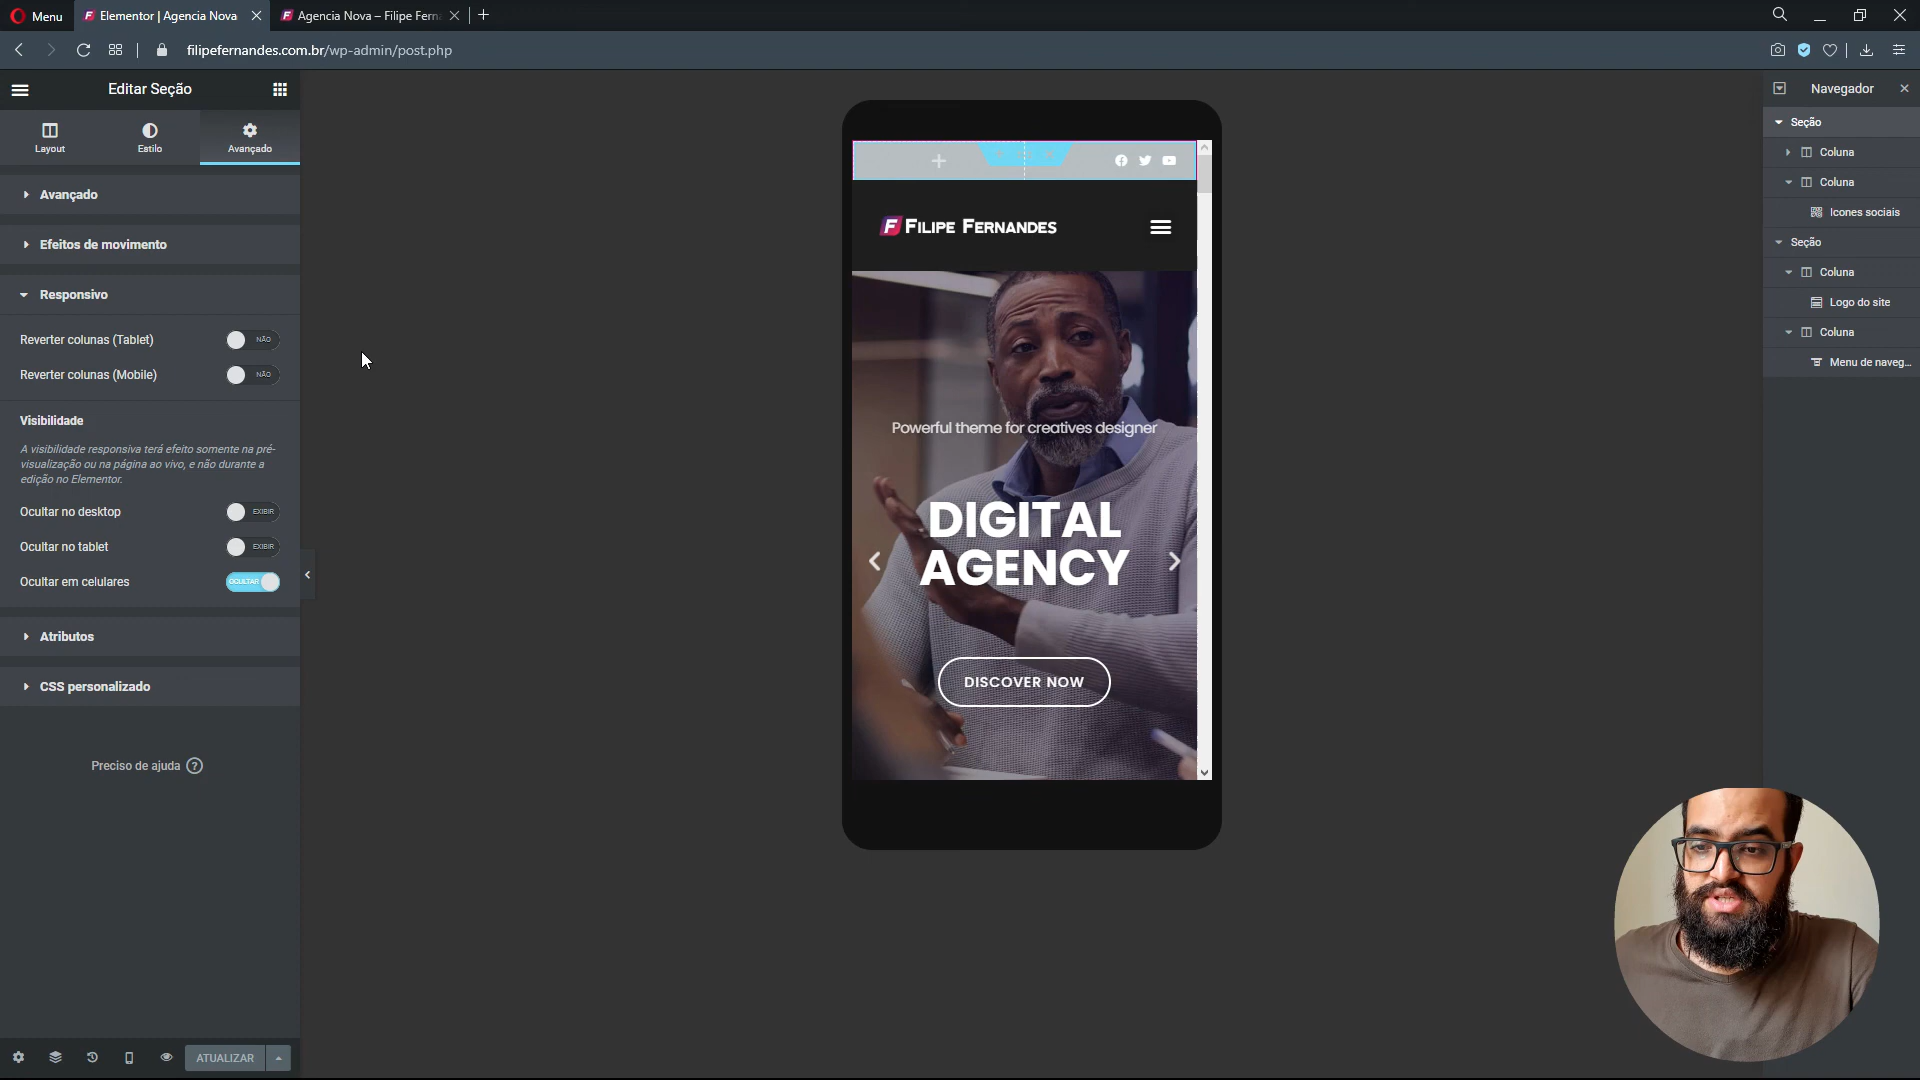 Menu
Elementor | Agencia Nova
Agencia Nova – Filipe Ferna
filipefernandes.com.br/wp-admin/post.php
Editar Seção
Layout
Estilo
Avançado
Avançado
Efeitos de movimento
Responsivo
Reverter colunas (Tablet)
NÃO
Reverter colunas (Mobile)
NÃO
Visibilidade
A visibilidade responsiva terá efeito somente na pré-
visualização ou na página ao vivo, e não durante a
edição no Elementor.
Ocultar no desktop
EXIBIR
Ocultar no tablet
EXIBIR
Ocultar em celulares
OCULTAR
Atributos
CSS personalizado
Preciso de ajuda ?
ATUALIZAR
F FILIPE FERNANDES
Powerful theme for creatives designer
DIGITAL
AGENCY
DISCOVER NOW
Navegador
Seção
Coluna
Coluna
Icones sociais
Seção
Coluna
Logo do site
Coluna
Menu de naveg...